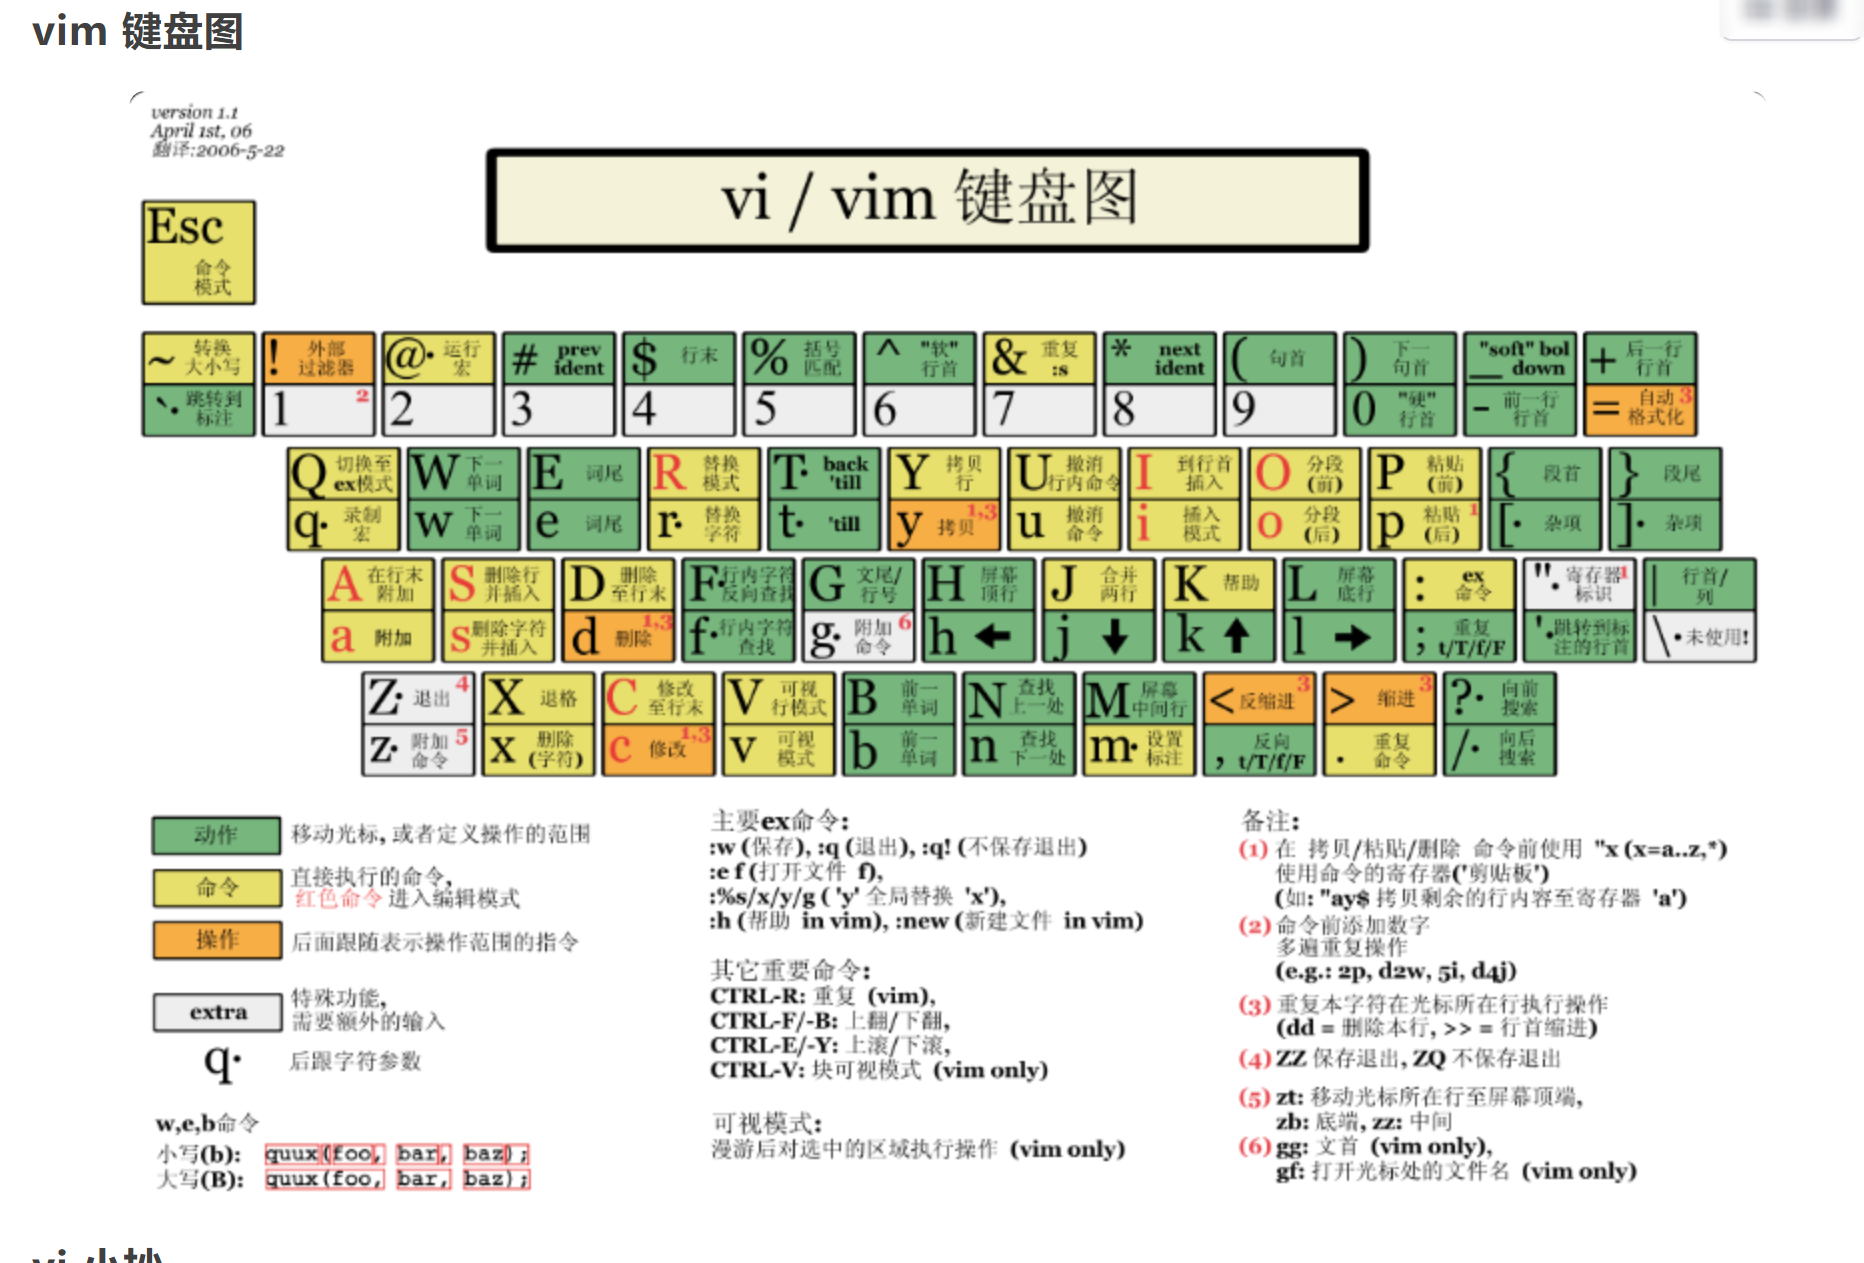 vim 键盘图
version 1.1
April 1st, 06
翻译:2006-5-22
vi / vim 键盘图
Esc
命令
模式
~ 转换
大小写
! 外部
过滤器
@· 运行
宏
# prev
ident
$ 行末
% 括号
匹配
^ "软"
行首
& 重复
:s
* next
ident
( 句首
) 下一
句首
"soft" bol
_ down
+ 后一行
行首
`· 跳转到
标注
1 2
2
3
4
5
6
7
8
9
0 "硬"
行首
- 前一行
行首
= 自动 3
格式化
Q 切换至
ex模式
W 下一
单词
E 词尾
R 替换
模式
T· back
'till
Y 拷贝
行
U 撤消
行内命令
I 到行首
插入
O 分段
(前)
P 粘贴
(前)
{ 段首
} 段尾
q· 录制
宏
w 下一
单词
e 词尾
r· 替换
字符
t· 'till
y 拷贝 1,3
u 撤消
命令
i 插入
模式
o 分段
(后)
p 粘贴 1
(后)
[· 杂项
]· 杂项
A 在行末
附加
S 删除行
并插入
D 删除
至行末
F· 行内字符
反向查找
G 文尾/
行号
H 屏幕
顶行
J 合并
两行
K 帮助
L 屏幕
底行
: ex
命令
"· 寄存器 1
标识
| 行首/
列
a 附加
s 删除字符
并插入
d 删除 1,3
f· 行内字符
查找
g· 附加 6
命令
h ←
j ↓
k ↑
l →
; 重复
t/T/f/F
'· 跳转到标
注的行首
\· 未使用!
Z· 退出 4
X 退格
C 修改
至行末
V 可视
行模式
B 前一
单词
N 查找
上一处
M 屏幕
中间行
< 反缩进 3
> 缩进 3
?· 向前
搜索
z· 附加 5
命令
x 删除
(字符)
c 修改 1,3
v 可视
模式
b 前一
单词
n 查找
下一处
m· 设置
标注
, 反向
t/T/f/F
. 重复
命令
/· 向后
搜索
动作 移动光标, 或者定义操作的范围
命令 直接执行的命令,
红色命令 进入编辑模式
操作 后面跟随表示操作范围的指令
extra 特殊功能,
需要额外的输入
q· 后跟字符参数
w,e,b命令
小写(b): quux(foo, bar, baz);
大写(B): quux(foo, bar, baz);
主要ex命令:
:w (保存), :q (退出), :q! (不保存退出)
:e f (打开文件 f),
:%s/x/y/g ( 'y' 全局替换 'x'),
:h (帮助 in vim), :new (新建文件 in vim)
其它重要命令:
CTRL-R: 重复 (vim),
CTRL-F/-B: 上翻/下翻,
CTRL-E/-Y: 上滚/下滚,
CTRL-V: 块可视模式 (vim only)
可视模式:
漫游后对选中的区域执行操作 (vim only)
备注:
(1) 在 拷贝/粘贴/删除 命令前使用 "x (x=a..z,*)
使用命令的寄存器('剪贴板')
(如: "ay$ 拷贝剩余的行内容至寄存器 'a')
(2) 命令前添加数字
多遍重复操作
(e.g.: 2p, d2w, 5i, d4j)
(3) 重复本字符在光标所在行执行操作
(dd = 删除本行, >> = 行首缩进)
(4) ZZ 保存退出, ZQ 不保存退出
(5) zt: 移动光标所在行至屏幕顶端,
zb: 底端, zz: 中间
(6) gg: 文首 (vim only),
gf: 打开光标处的文件名 (vim only)